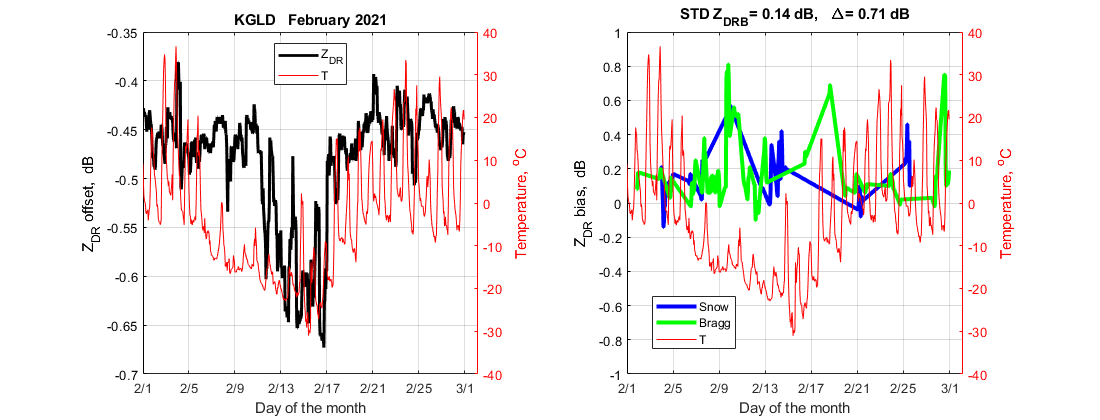 KGLD February 2021
-0.35
-0.4
-0.45
-0.5
-0.55
-0.6
-0.65
-0.7
Z_DR offset, dB
Z_DR
T
40
30
20
10
0
-10
-20
-30
-40
Temperature, °C
2/1 2/5 2/9 2/13 2/17 2/21 2/25 3/1
Day of the month
STD Z_DRB= 0.14 dB, Δ= 0.71 dB
1
0.8
0.6
0.4
0.2
0
-0.2
-0.4
-0.6
-0.8
-1
Z_DR bias, dB
Snow
Bragg
T
40
30
20
10
0
-10
-20
-30
-40
Temperature, °C
2/1 2/5 2/9 2/13 2/17 2/21 2/25 3/1
Day of the month